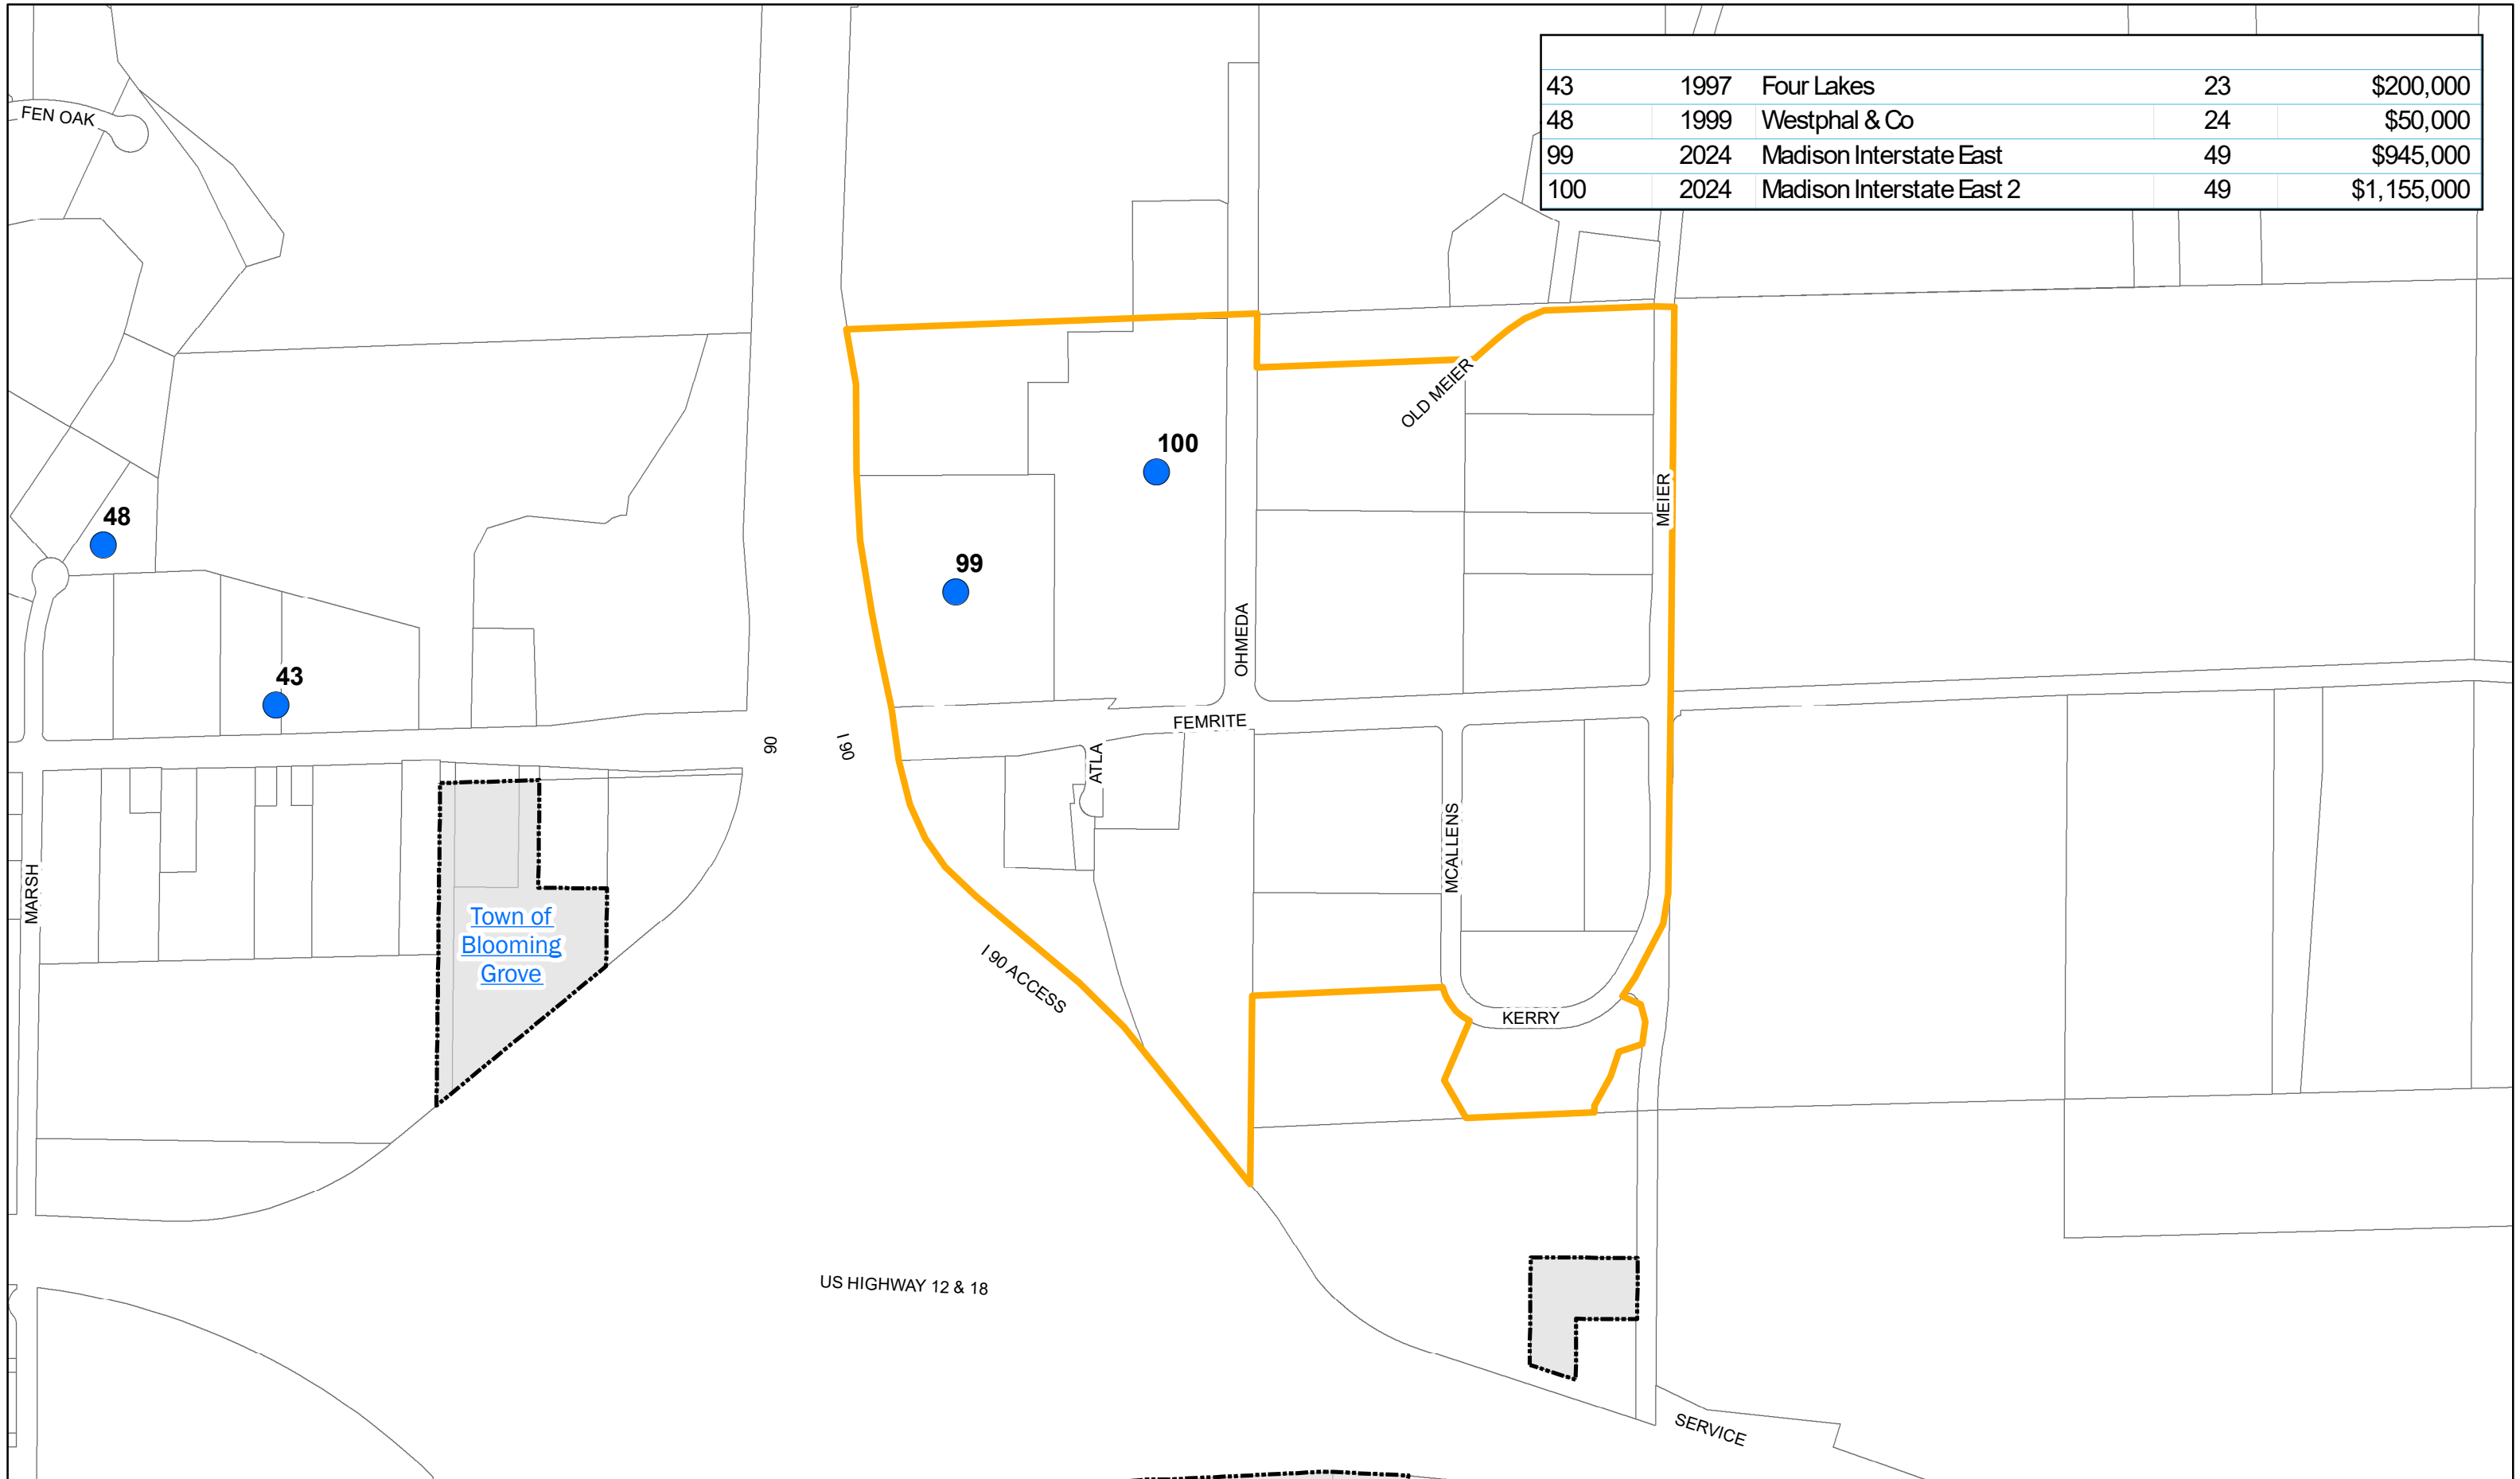 43 1997 Four Lakes 23 $200,000
48 1999 Westphal & Co 24 $50,000
99 2024 Madison Interstate East 49 $945,000
100 2024 Madison Interstate East 2 49 $1,155,000
FEN OAK
OLD MEIER
100
MEIER
48
99
OHMEDA
43
FEMRITE
90
I 90
ATLA
MCALLENS
MARSH
Town of
Blooming
Grove
I 90 ACCESS
KERRY
US HIGHWAY 12 & 18
SERVICE